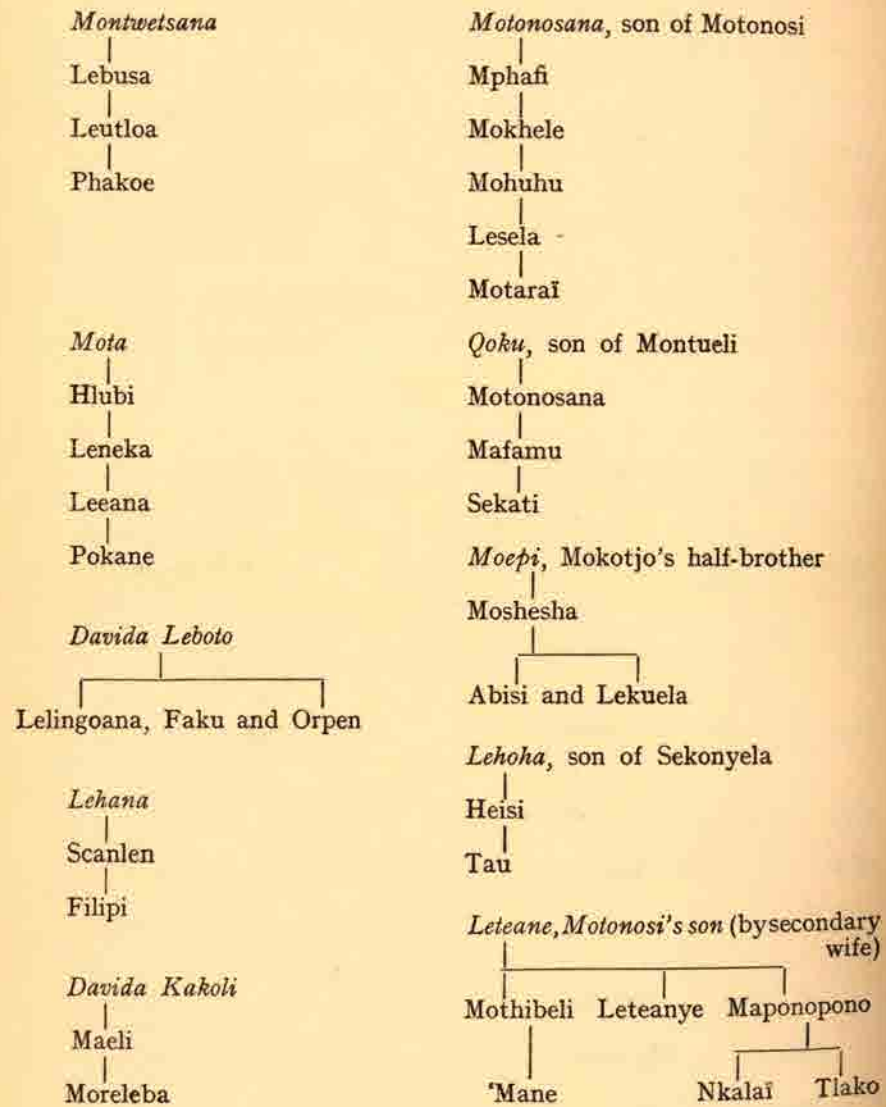 Montwetsana
Lebusa
Leutloa
Phakoe
Mota
Hlubi
Leneka
Leeana
Pokane
Davida Leboto
Lelingoana, Faku and Orpen
Lehana
Scanlen
Filipi
Davida Kakoli
Maeli
Moreleba
Motonosana, son of Motonosi
Mphafi
Mokhele
Mohuhu
Lesela
Motaraï
Qoku, son of Montueli
Motonosana
Mafamu
Sekati
Moepi, Mokotjo's half-brother
Moshesha
Abisi and Lekuela
Lehoha, son of Sekonyela
Heisi
Tau
Leteane, Motonosi's son (by secondary
wife)
Mothibeli Leteanye Maponopono
'Mane Nkalaï Tlako